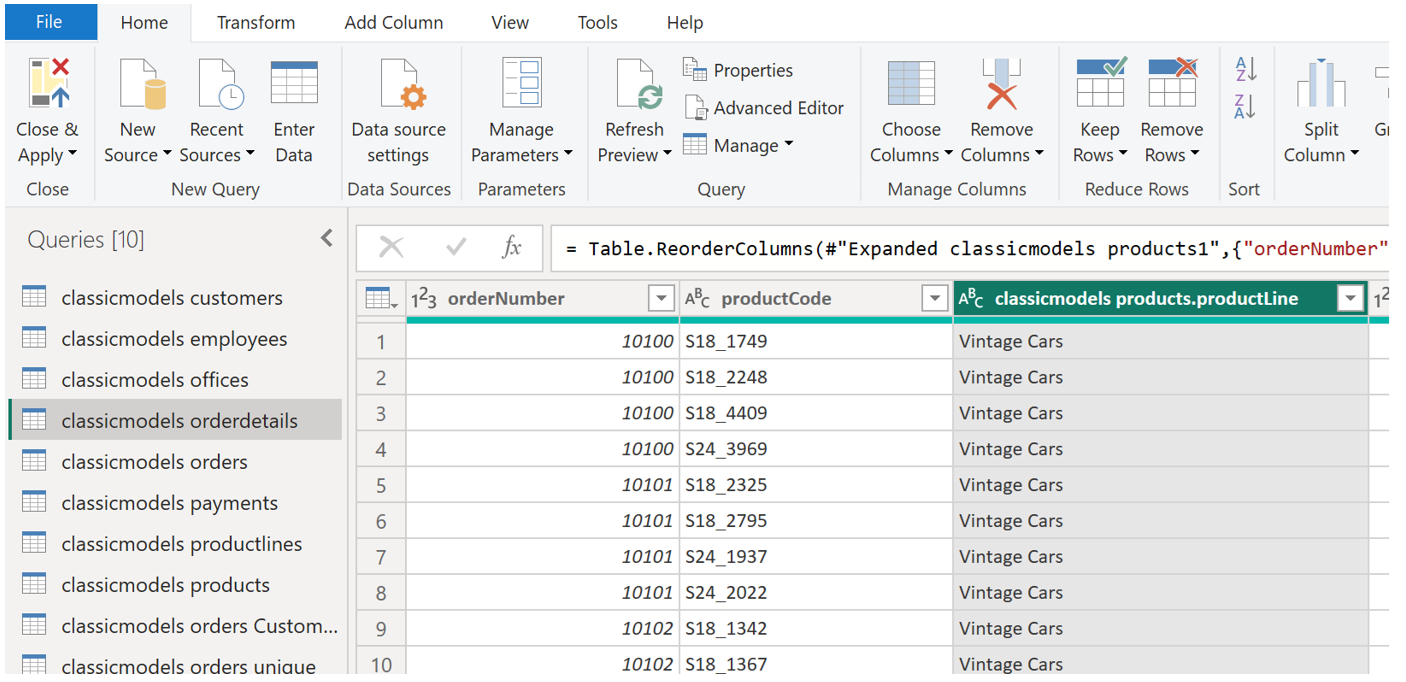 File Home Transform Add Column View Tools Help
Close & Apply
New Source
Recent Sources
Enter Data
Data source settings
Manage Parameters
Refresh Preview
Properties
Advanced Editor
Manage
Choose Columns
Remove Columns
Keep Rows
Remove Rows
A Z
Z A
Split Column
Close New Query Data Sources Parameters Query Manage Columns Reduce Rows Sort
Queries [10]
classicmodels customers
classicmodels employees
classicmodels offices
classicmodels orderdetails
classicmodels orders
classicmodels payments
classicmodels productlines
classicmodels products
classicmodels orders Custom...
classicmodels orders unique
fx = Table.ReorderColumns(#"Expanded classicmodels products1",{"orderNumber"
123 orderNumber ABC productCode ABC classicmodels products.productLine 12
1 10100 S18_1749 Vintage Cars
2 10100 S18_2248 Vintage Cars
3 10100 S18_4409 Vintage Cars
4 10100 S24_3969 Vintage Cars
5 10101 S18_2325 Vintage Cars
6 10101 S18_2795 Vintage Cars
7 10101 S24_1937 Vintage Cars
8 10101 S24_2022 Vintage Cars
9 10102 S18_1342 Vintage Cars
10 10102 S18_1367 Vintage Cars